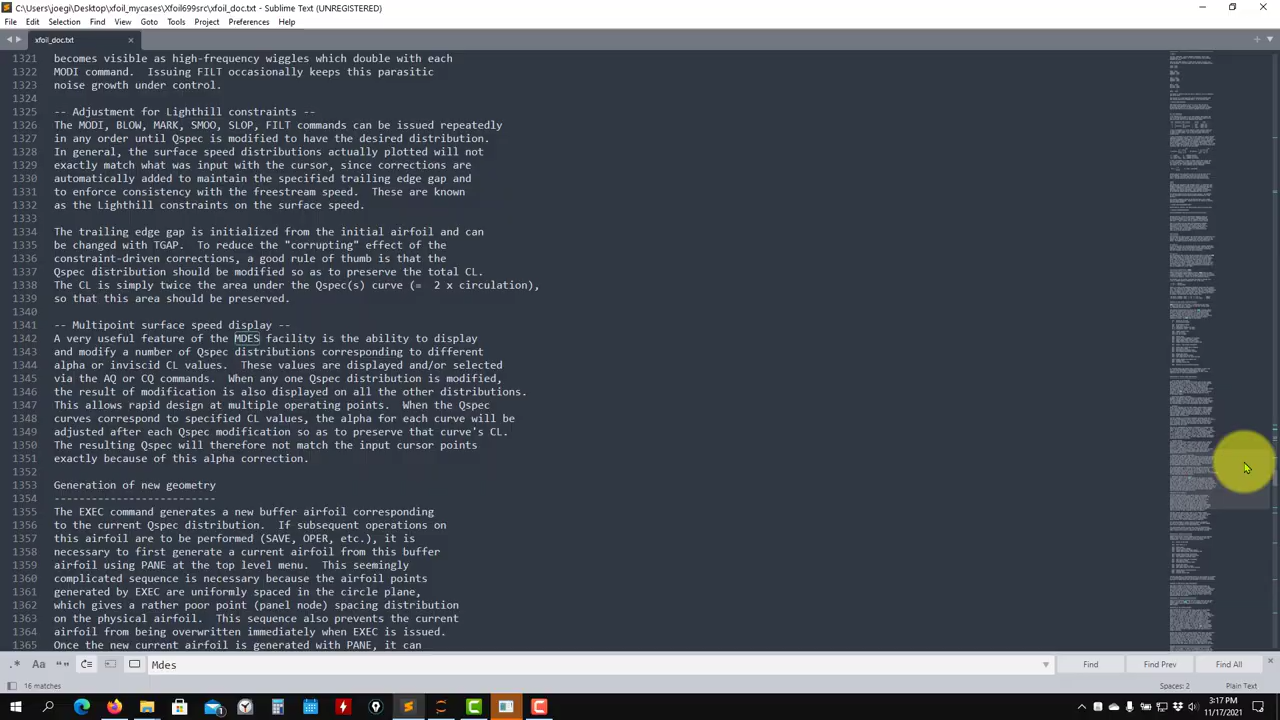 C:\Users\joegi\Desktop\xfoil_mycases\Xfoil699src\xfoil_doc.txt - Sublime Text (UNREGISTERED)
File Edit Selection Find View Goto Tools Project Preferences Help
xfoil_doc.txt
1321 becomes visible as high-frequency wiggles which double with each
1322 MODI command.  Issuing FILT occasionally keeps this parasitic
1323 noise growth under control.
1324
1325 -- Adjustment for Lighthill constraints --
1326 The MODI, BLOW, MARK, SMOO, SLOP, FILT commands can be issued repeatedly
1327 in any order until Qspec is modified to have the desired distribution.
1328 In general, the surface speed distributions actually plotted will not
1329 exactly match what was input with the cursor, since corrections are
1330 automatically added to maintain the specified trailing edge gap and
1331 to enforce consistency with the freestream speed.  These are known
1332 as the Lighthill constraints on the surface speed.
1333
1334 The trailing edge gap is initialized from the initial airfoil and can
1335 be changed with TGAP.  To reduce the "corrupting" effect of the
1336 constraint-driven corrections, a good rule of thumb is that the
1337 Qspec distribution should be modified so as to preserve the total CL.
1338 The CL is simply twice the area under the Qspec(s) curve (=  2 x circulation),
1339 so that this area should be preserved.
1340
1341 -- Multipoint surface speed display --
1342 A very useful feature of the MDES facility is the ability to display
1343 and modify a number of Qspec distributions corresponding to different
1344 alpha or inviscid CL values.  These values are displayed and/or selected
1345 via the AQ or CQ commands.  When any one Qspec distribution is modified,
1346 the result of modification is also displayed on all the other distributions.
1347 This allows rapid design at multiple operating points.  When the Qspec
1348 curves correspond to specified CL values, the alpha for each curve will be
1349 adjusted after each Qspec modification so as to preserve that curve's CL.
1350 The resulting Qspec will therefore not match the input cursor points
1351 exactly because of this alpha correction.
1352
1353 Generation of new geometry
1354 --------------------------
1355 The EXEC command generates a new buffer airfoil corresponding
1356 to the current Qspec distribution.  If subsequent operations on
1357 this airfoil are to be performed (SAVE, OPER, etc.), it is
1358 necessary to first generate a current airfoil from this buffer
1359 airfoil using PANE at the top level menu.  This seemingly
1360 complicated sequence is necessary because the airfoil points
1361 generated by EXEC are uniformly spaced in the circle plane,
1362 which gives a rather poor point (panel node) spacing distribution
1363 on the physical airfoil.  This sequence also prevents the current
1364 airfoil from being overwritten immediately when EXEC is issued.
1365 Once the new current airfoil is generated with PANE, it can
.* Aa "" Mdes Find Find Prev Find All
16 matches Spaces: 2 Plain Text
3:17 PM
11/17/2021